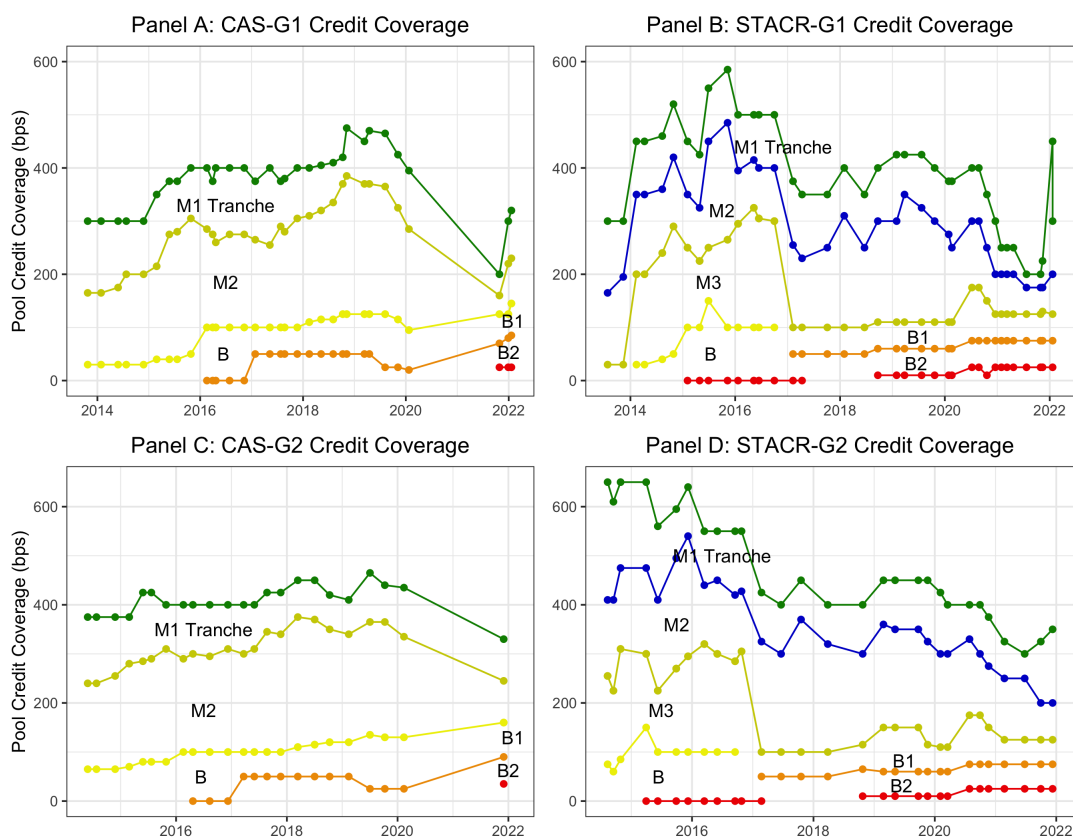 Panel A: CAS-G1 Credit Coverage
Pool Credit Coverage (bps)
600
400
200
0
M1 Tranche
M2
B
B1
B2
2014
2016
2018
2020
2022
Panel B: STACR-G1 Credit Coverage
600
400
200
0
M1 Tranche
M2
M3
B
B1
B2
2014
2016
2018
2020
2022
Panel C: CAS-G2 Credit Coverage
Pool Credit Coverage (bps)
600
400
200
0
M1 Tranche
M2
B
B1
B2
2016
2018
2020
2022
Panel D: STACR-G2 Credit Coverage
600
400
200
0
M1 Tranche
M2
M3
B
B1
B2
2016
2018
2020
2022